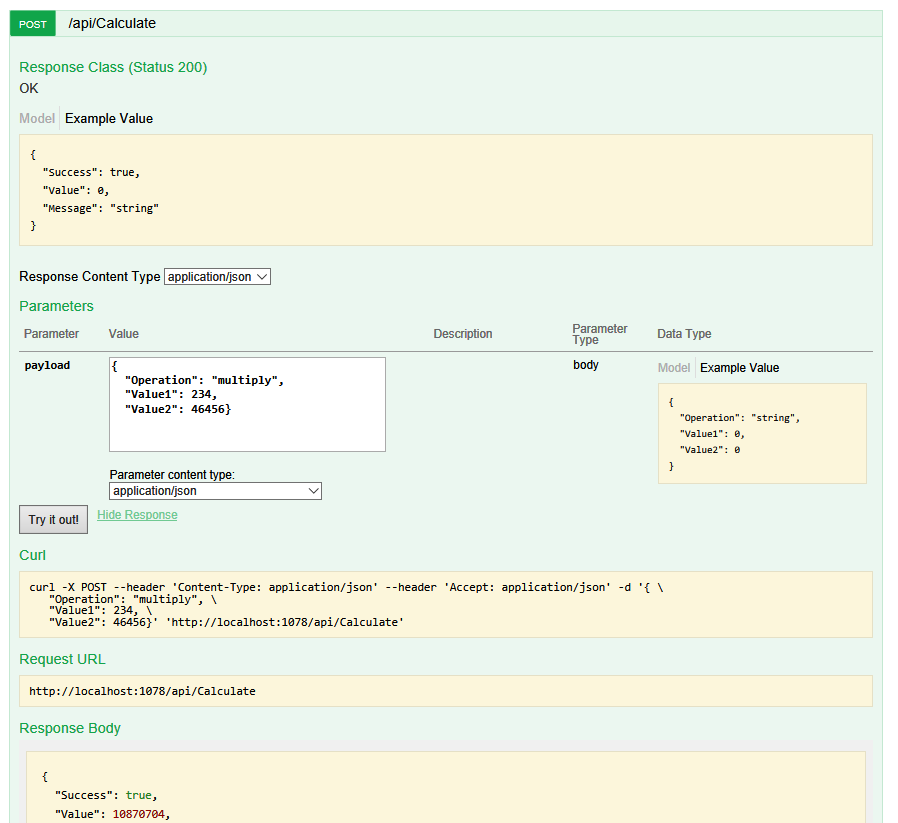 POST /api/Calculate
Response Class (Status 200)
OK
Model Example Value
{
"Success": true,
"Value": 0,
"Message": "string"
}
Response Content Type application/json
Parameters
Parameter Value Description Parameter Type Data Type
payload
{
"Operation": "multiply",
"Value1": 234,
"Value2": 46456}
Parameter content type:
application/json
body
Model Example Value
{
"Operation": "string",
"Value1": 0,
"Value2": 0
}
Try it out! Hide Response
Curl
curl -X POST --header 'Content-Type: application/json' --header 'Accept: application/json' -d '{ \
"Operation": "multiply", \
"Value1": 234, \
"Value2": 46456}' 'http://localhost:1078/api/Calculate'
Request URL
http://localhost:1078/api/Calculate
Response Body
{
"Success": true,
"Value": 10870704,